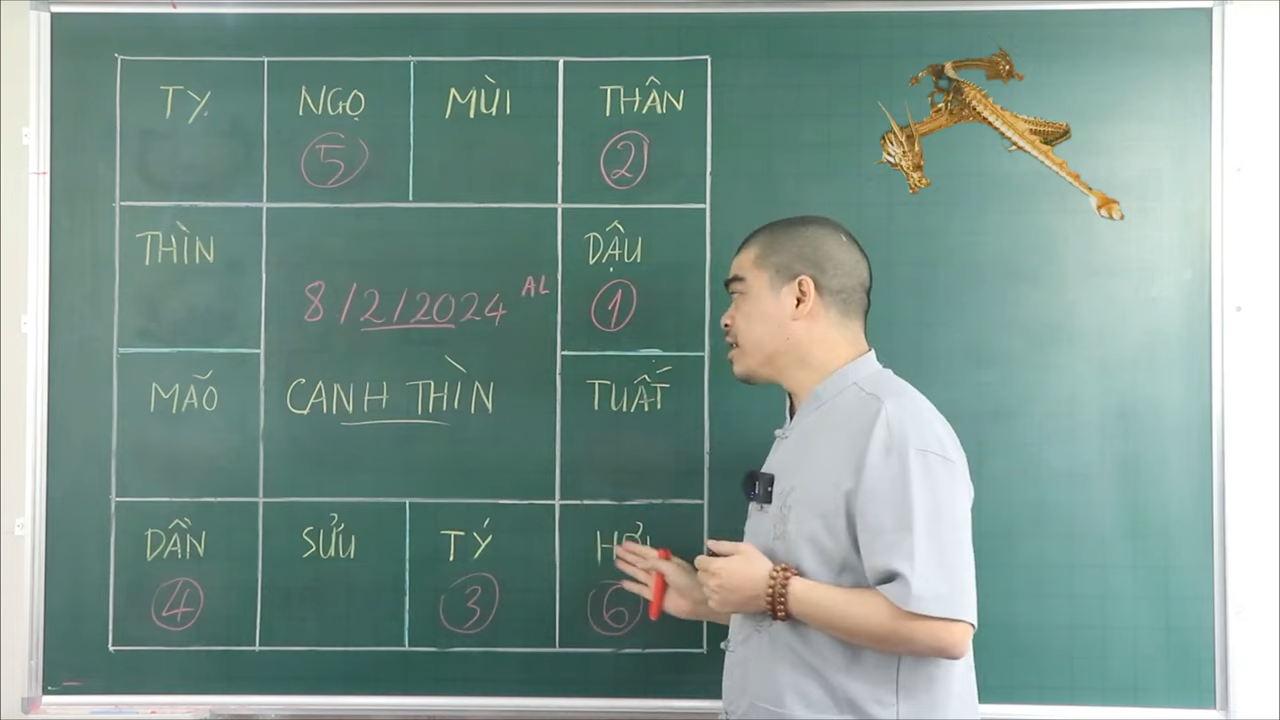 TỴ
NGỌ
MÙI
THÂN
5
2
THÌN
DẬU
8/2/2024 AL
1
MÃO
CANH THÌN
TUẤT
DẦN
SỬU
TÝ
HỢI
4
3
6